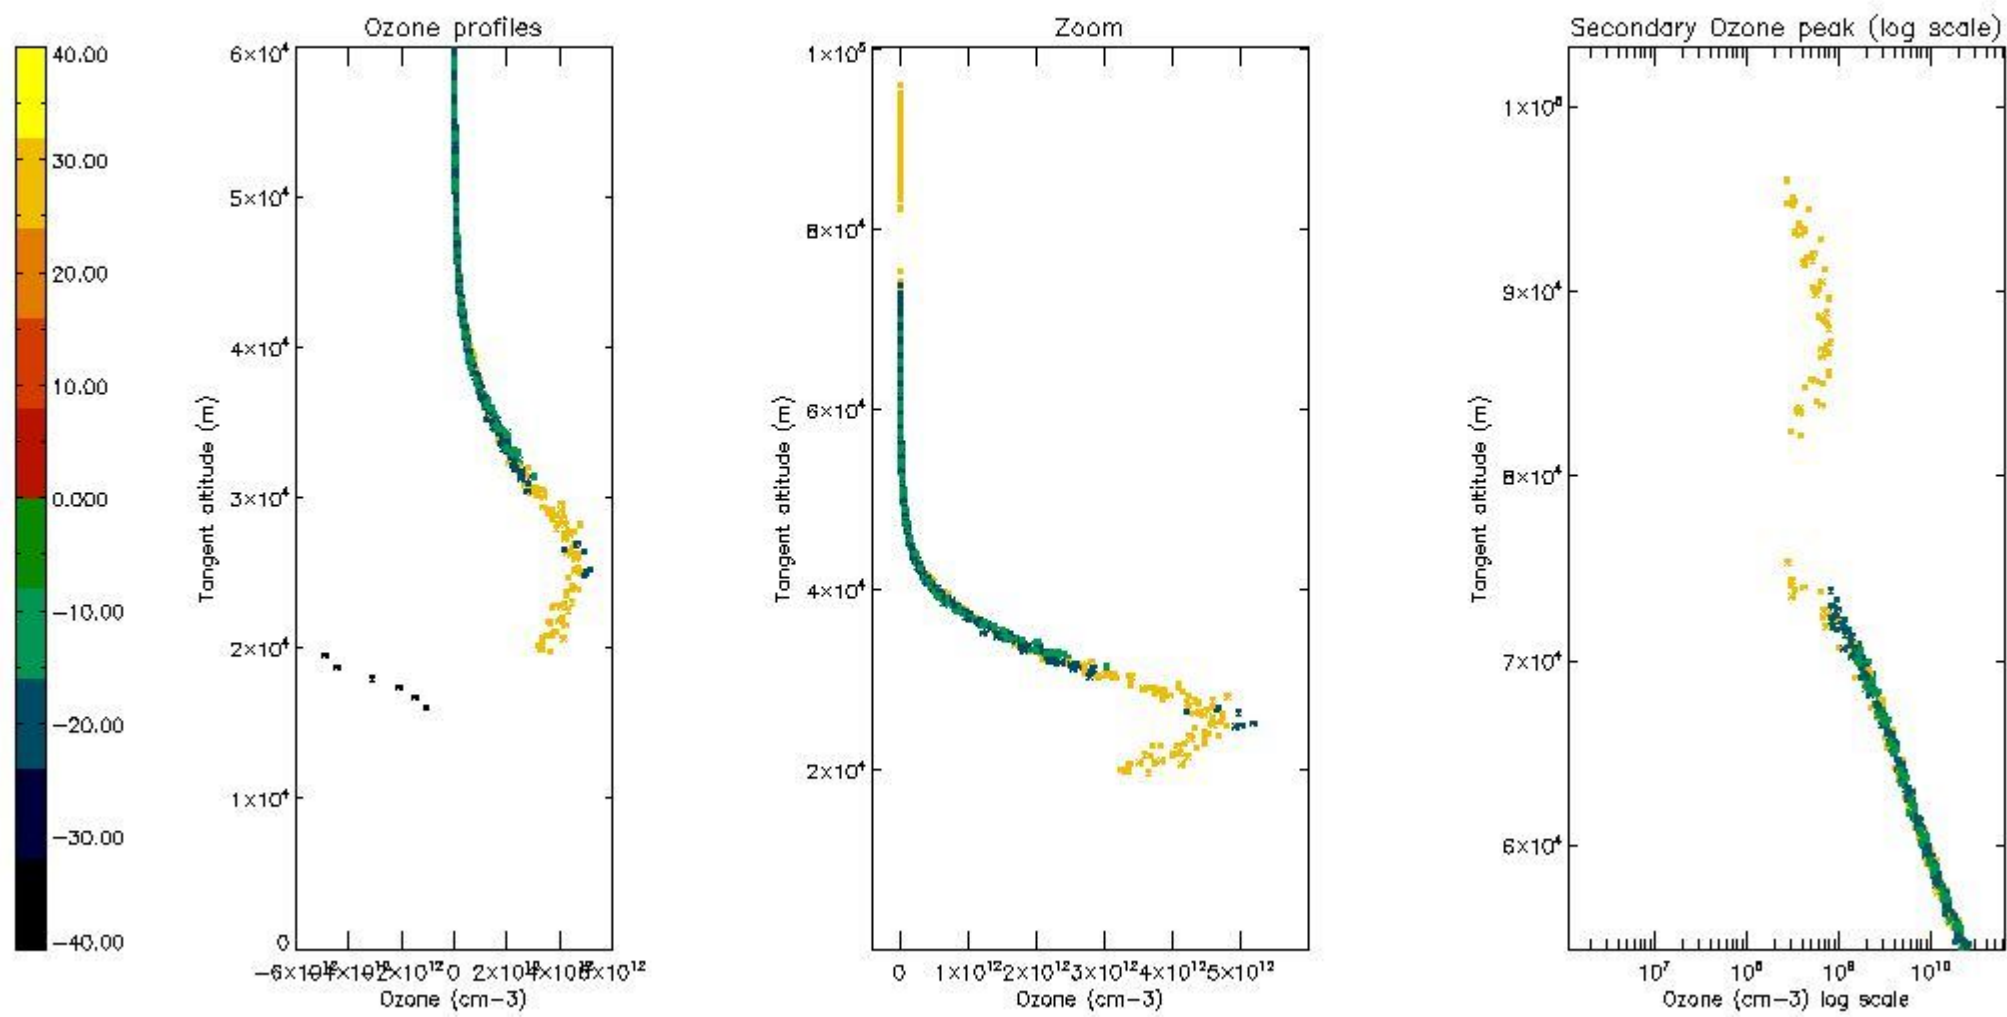 40.00
30.00
20.00
10.00
0.000
−10.00
−20.00
−30.00
−40.00
Ozone profiles
6×10⁴
5×10⁴
4×10⁴
3×10⁴
2×10⁴
1×10⁴
0
Tangent altitude (m)
0
Ozone (cm−3)
Zoom
1×10⁵
8×10⁴
6×10⁴
4×10⁴
2×10⁴
Tangent altitude (m)
0 1×10¹² 2×10¹² 3×10¹² 4×10¹² 5×10¹²
Ozone (cm−3)
Secondary Ozone peak (log scale)
1×10⁵
9×10⁴
8×10⁴
7×10⁴
6×10⁴
Tangent altitude (m)
10⁷ 10⁸ 10⁹ 10¹⁰
Ozone (cm−3) log scale